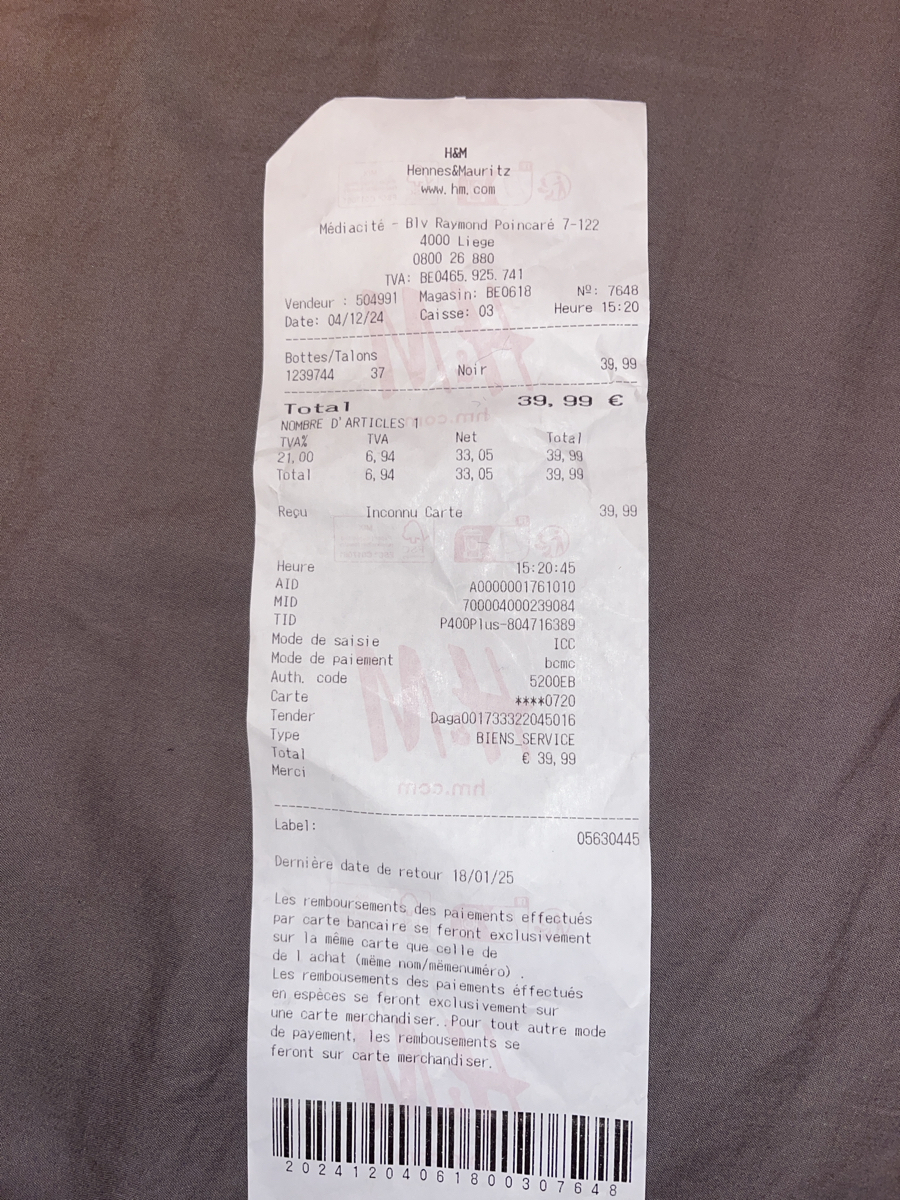 H&M
Hennes&Mauritz
www.hm.com
Médiacité - Blv Raymond Poincaré 7-122
4000 Liege
0800 26 880
TVA: BE0465.925.741
Vendeur : 504991 Magasin: BE0618 Nº: 7648
Date: 04/12/24 Caisse: 03 Heure 15:20
Bottes/Talons
1239744 37 Noir 39,99
Total 39,99 €
NOMBRE D'ARTICLES 1
TVA% TVA Net Total
21,00 6,94 33,05 39,99
Total 6,94 33,05 39,99
Reçu Inconnu Carte 39,99
Heure 15:20:45
AID A0000001761010
MID 700004000239084
TID P400Plus-804716389
Mode de saisie ICC
Mode de paiement bcmc
Auth. code 5200EB
Carte ****0720
Tender Daga001733322045016
Type BIENS_SERVICE
Total € 39,99
Merci
Label: 05630445
Dernière date de retour 18/01/25
Les remboursements des paiements effectués
par carte bancaire se feront exclusivement
sur la même carte que celle de
de l achat (même nom/mêmenuméro) .
Les rembousements des paiements éffectués
en espèces se feront exclusivement sur
une carte merchandiser..Pour tout autre mode
de payement, les rembousements se
feront sur carte merchandiser.
20241204061800307648